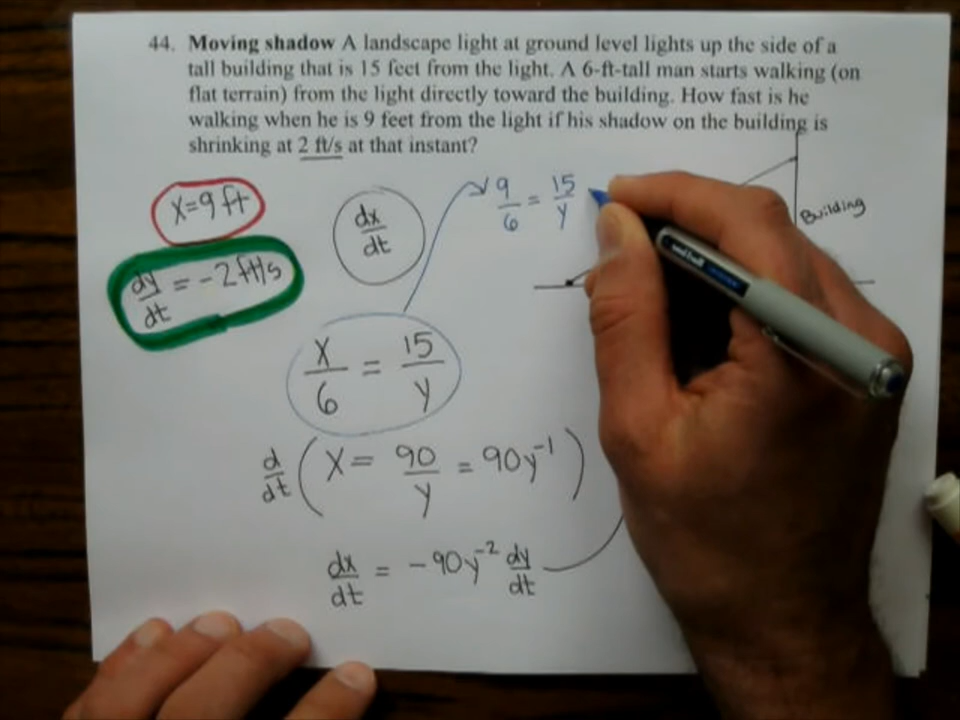 44. Moving shadow A landscape light at ground level lights up the side of a
tall building that is 15 feet from the light. A 6-ft-tall man starts walking (on
flat terrain) from the light directly toward the building. How fast is he
walking when he is 9 feet from the light if his shadow on the building is
shrinking at 2 ft/s at that instant?
x=9 ft
dy/dt = -2 ft/s
dx/dt
9/6 = 15/y
Building
x/6 = 15/y
d/dt (x = 90/y = 90y⁻¹)
dx/dt = -90y⁻² dy/dt